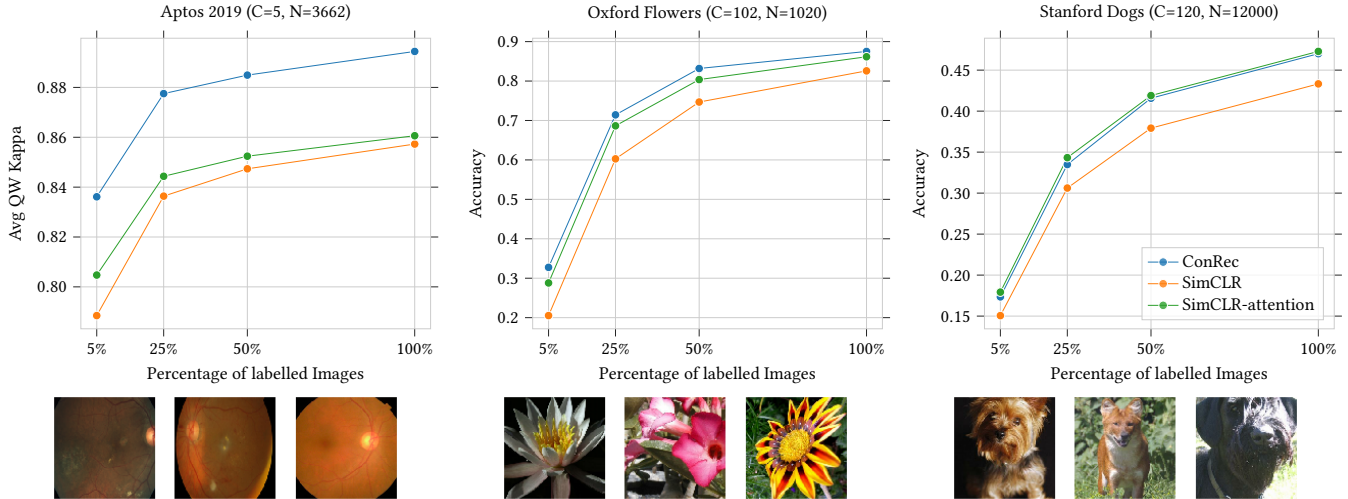 Aptos 2019 (C=5, N=3662)
Avg QW Kappa
0.88
0.86
0.84
0.82
0.80
5%
25%
50%
100%
Percentage of labelled Images
Oxford Flowers (C=102, N=1020)
Accuracy
0.9
0.8
0.7
0.6
0.5
0.4
0.3
0.2
5%
25%
50%
100%
Percentage of labelled Images
Stanford Dogs (C=120, N=12000)
Accuracy
0.45
0.40
0.35
0.30
0.25
0.20
0.15
ConRec
SimCLR
SimCLR-attention
5%
25%
50%
100%
Percentage of labelled Images